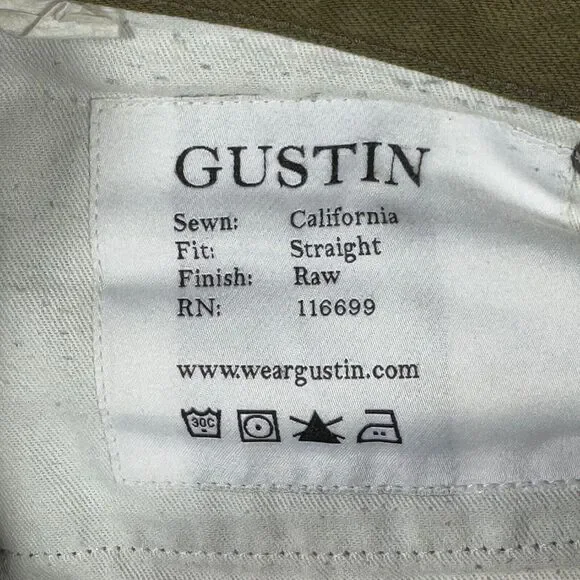 GUSTIN
Sewn: California
Fit: Straight
Finish: Raw
RN: 116699
www.weargustin.com
30C